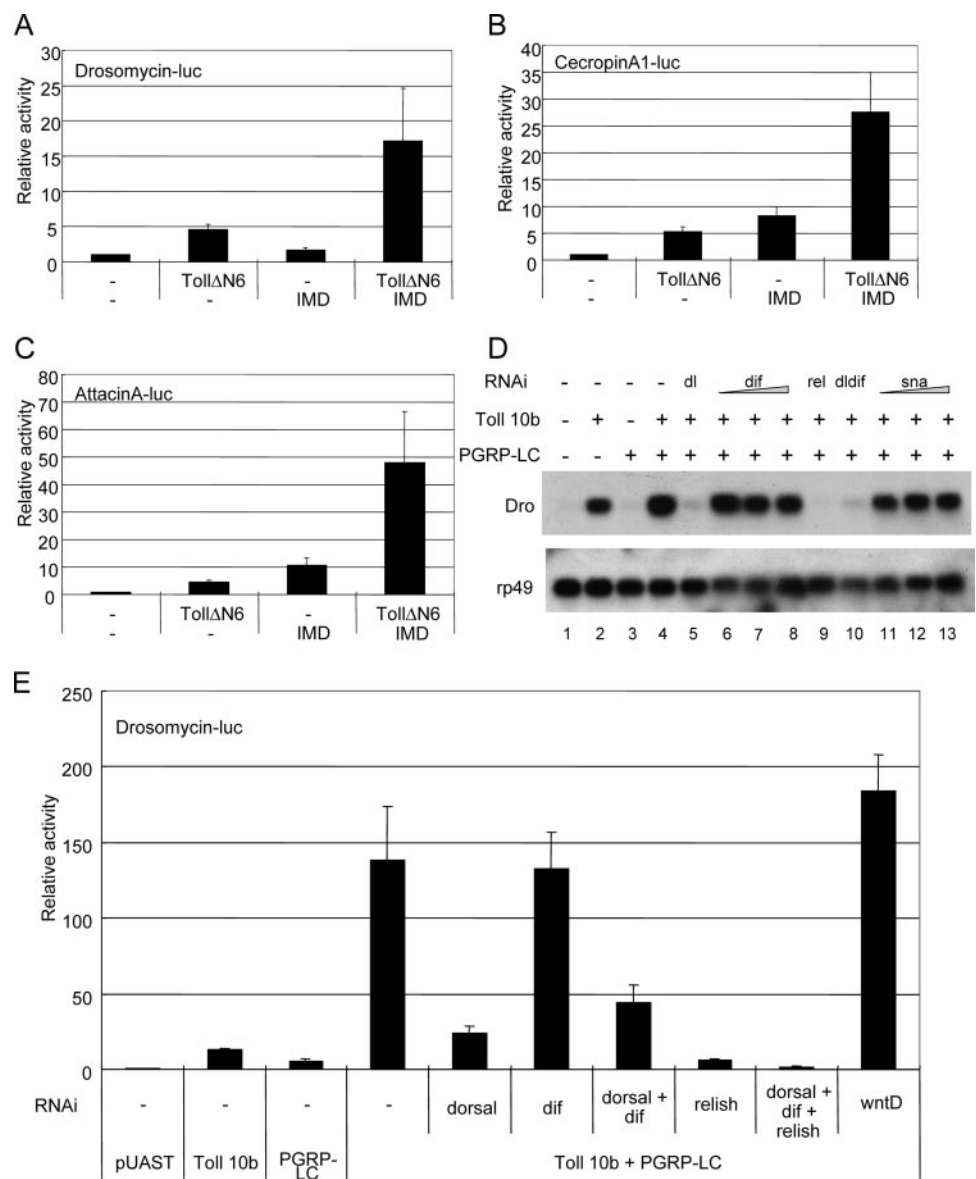 A
Drosomycin-luc
Relative activity
30
25
20
15
10
5
0
- TollΔN6 - TollΔN6
- - IMD IMD
B
CecropinA1-luc
Relative activity
40
35
30
25
20
15
10
5
0
- TollΔN6 - TollΔN6
- - IMD IMD
C
AttacinA-luc
Relative activity
80
70
60
50
40
30
20
10
0
- TollΔN6 - TollΔN6
- - IMD IMD
D
RNAi - - - - dl dif rel dldif sna
Toll 10b - + - + + + + + + + + + +
PGRP-LC - - + + + + + + + + + + +
Dro
rp49
1 2 3 4 5 6 7 8 9 10 11 12 13
E
Drosomycin-luc
Relative activity
250
200
150
100
50
0
RNAi - - - - dorsal dif dorsal + dif relish dorsal + dif + relish wntD
pUAST Toll 10b PGRP-LC Toll 10b + PGRP-LC